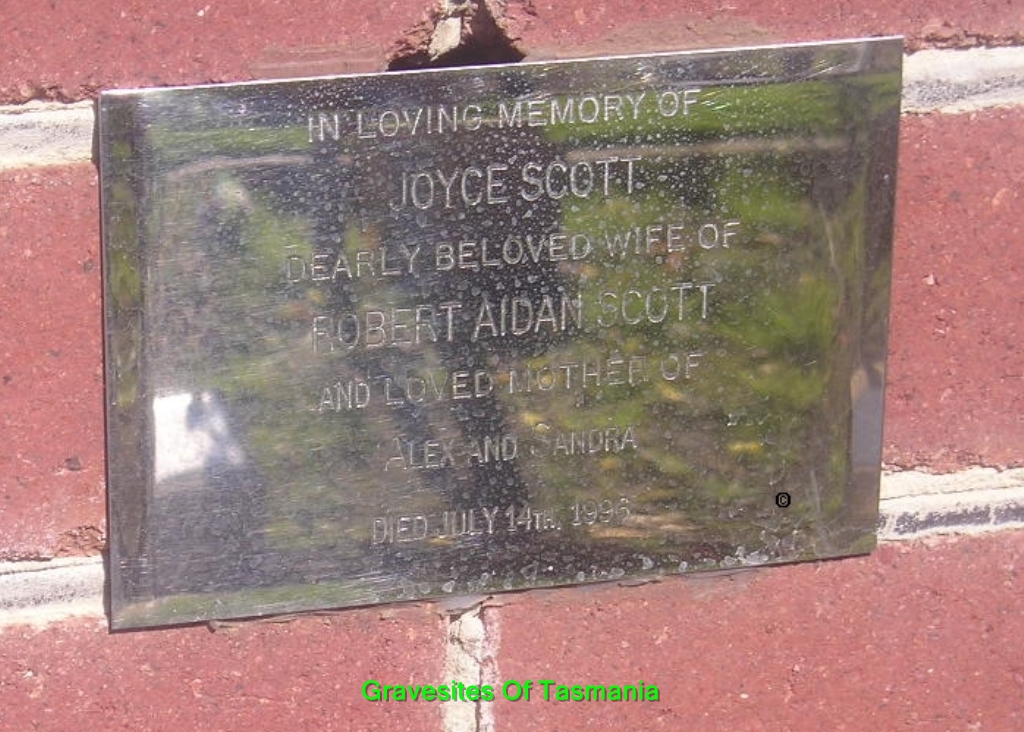 IN LOVING MEMORY OF
JOYCE SCOTT
DEARLY BELOVED WIFE OF
ROBERT AIDAN SCOTT
AND LOVED MOTHER OF
ALEX AND SANDRA
DIED JULY 14TH.
©
Gravesites Of Tasmania